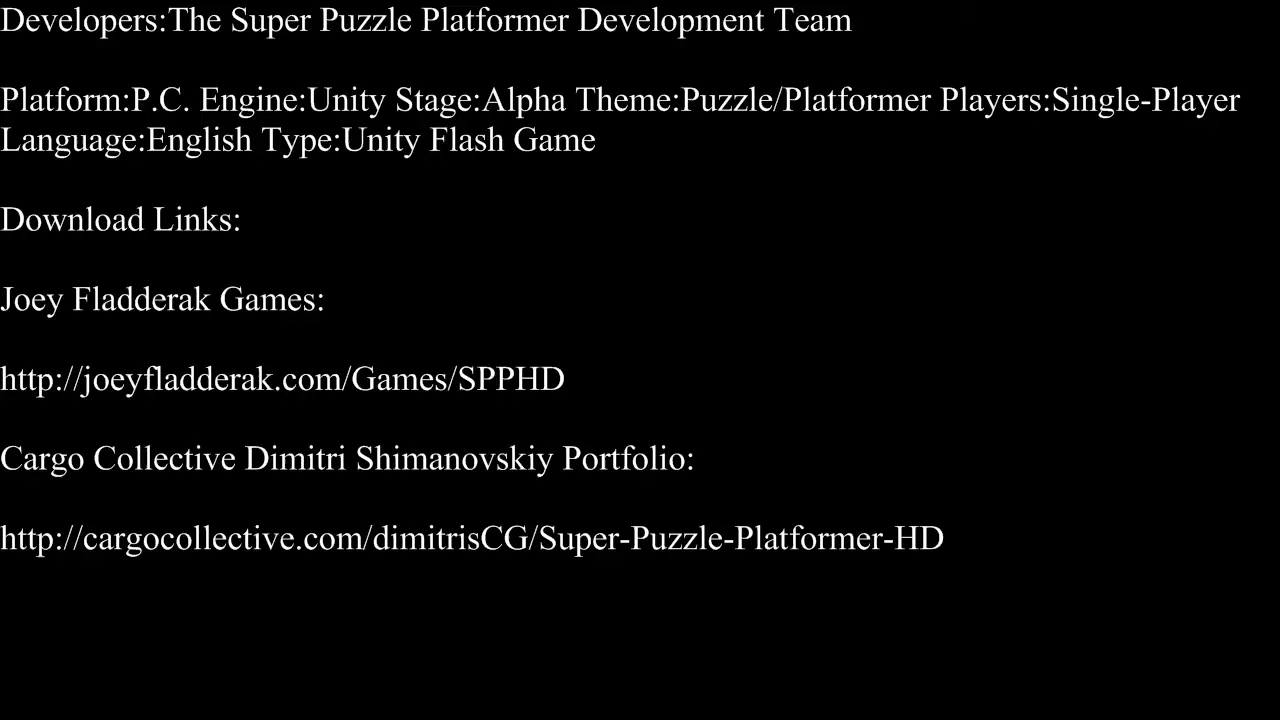 Developers:The Super Puzzle Platformer Development Team
Platform:P.C. Engine:Unity Stage:Alpha Theme:Puzzle/Platformer Players:Single-Player
Language:English Type:Unity Flash Game
Download Links:
Joey Fladderak Games:
http://joeyfladderak.com/Games/SPPHD
Cargo Collective Dimitri Shimanovskiy Portfolio:
http://cargocollective.com/dimitrisCG/Super-Puzzle-Platformer-HD